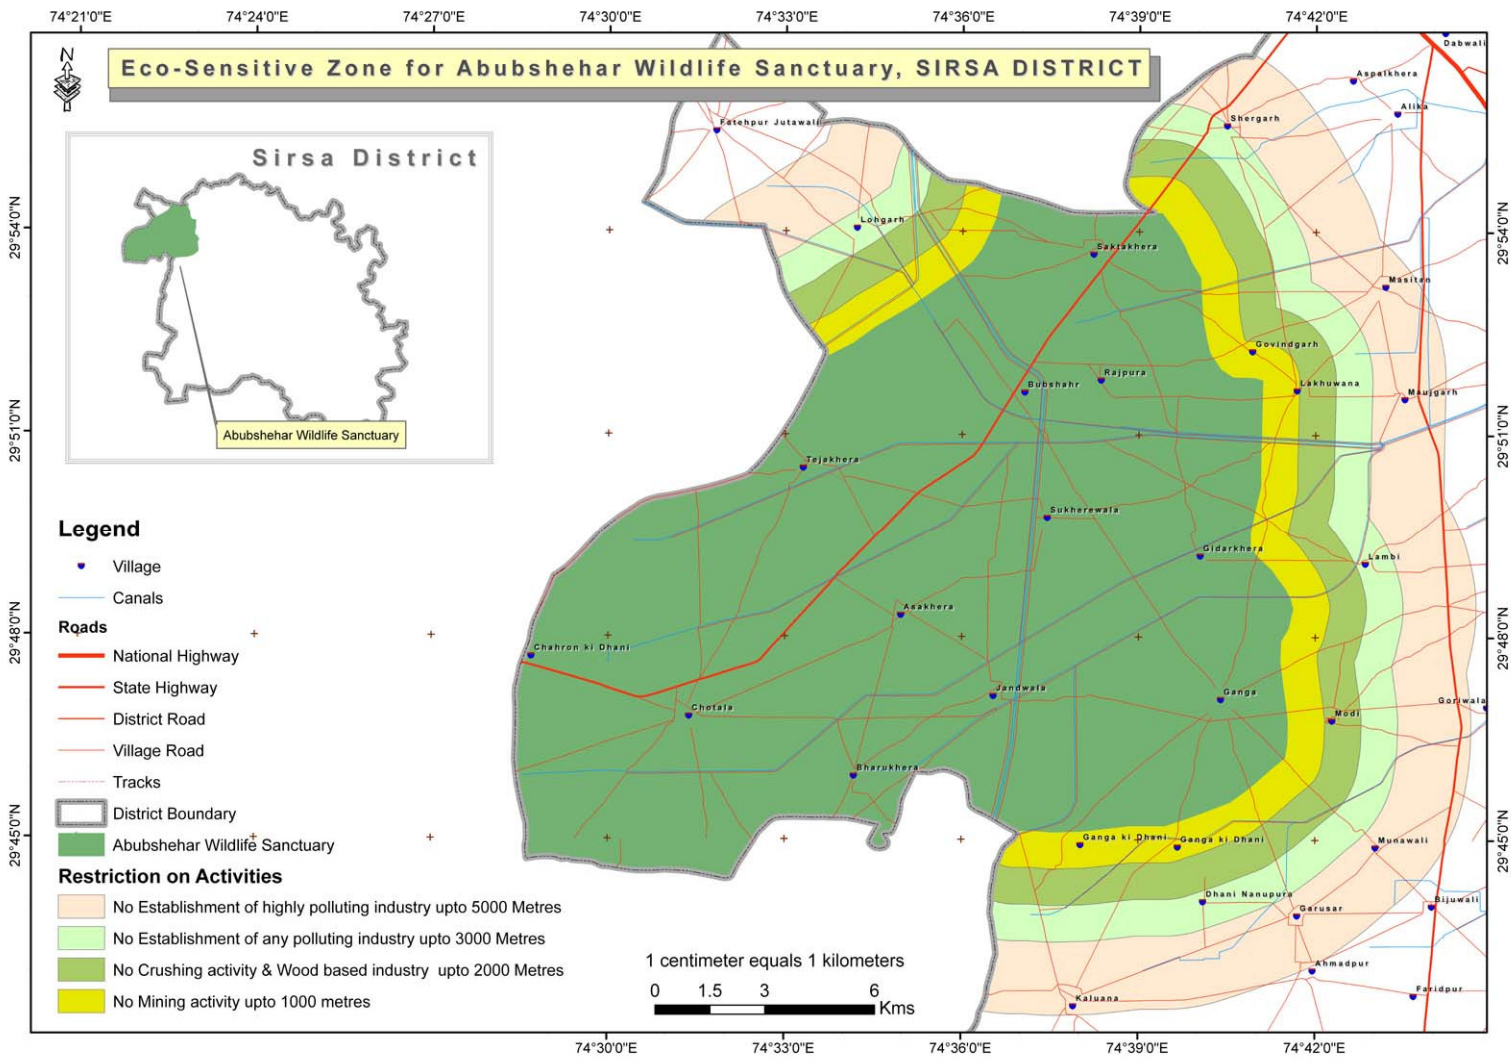 74°21'0"E 74°24'0"E 74°27'0"E 74°30'0"E 74°33'0"E 74°36'0"E 74°39'0"E 74°42'0"E
N
Eco-Sensitive Zone for Abubshehar Wildlife Sanctuary, SIRSA DISTRICT
Dabwali
Aspalkhera
Alika
Shergarh
Fatehpur Jutawali
Sirsa District
29°54'0"N
29°54'0"N
Lohgarh
Saktakhera
Masitan
Govindgarh
Rajpura
Bubshahr
Lakhuwana
Maujgarh
29°51'0"N
29°51'0"N
Abubshehar Wildlife Sanctuary
Tejakhera
Sukherewala
Gidarkhera
Lambi
Asakhera
29°48'0"N
29°48'0"N
Chahron ki Dhani
Jandwala
Ganga
Goriwala
Chotala
Modi
Bharukhera
29°45'0"N
29°45'0"N
Ganga ki Dhani
Ganga ki Dhani
Munawali
Dhani Nanupura
Bijuwali
Garusar
Ahmadpur
Faridpur
Kaluana
Legend
Village
Canals
Roads
National Highway
State Highway
District Road
Village Road
Tracks
District Boundary
Abubshehar Wildlife Sanctuary
Restriction on Activities
No Establishment of highly polluting industry upto 5000 Metres
No Establishment of any polluting industry upto 3000 Metres
No Crushing activity & Wood based industry upto 2000 Metres
No Mining activity upto 1000 metres
1 centimeter equals 1 kilometers
0 1.5 3 6
Kms
74°30'0"E 74°33'0"E 74°36'0"E 74°39'0"E 74°42'0"E